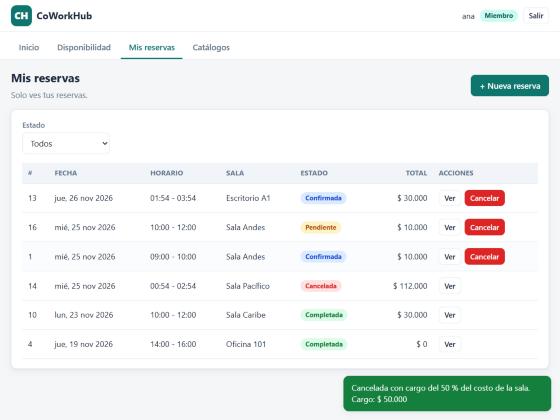 CH CoWorkHub ana Miembro Salir
Inicio Disponibilidad Mis reservas Catálogos
Mis reservas
Solo ves tus reservas.
+ Nueva reserva
Estado
Todos
# FECHA HORARIO SALA ESTADO TOTAL ACCIONES
13 jue, 26 nov 2026 01:54 - 03:54 Escritorio A1 Confirmada $ 30.000 Ver Cancelar
16 mié, 25 nov 2026 10:00 - 12:00 Sala Andes Pendiente $ 10.000 Ver Cancelar
1 mié, 25 nov 2026 09:00 - 10:00 Sala Andes Confirmada $ 10.000 Ver Cancelar
14 mié, 25 nov 2026 00:54 - 02:54 Sala Pacífico Cancelada $ 112.000 Ver
10 lun, 23 nov 2026 10:00 - 12:00 Sala Caribe Completada $ 30.000 Ver
4 jue, 19 nov 2026 14:00 - 16:00 Oficina 101 Completada $ 0 Ver
Cancelada con cargo del 50 % del costo de la sala.
Cargo: $ 50.000